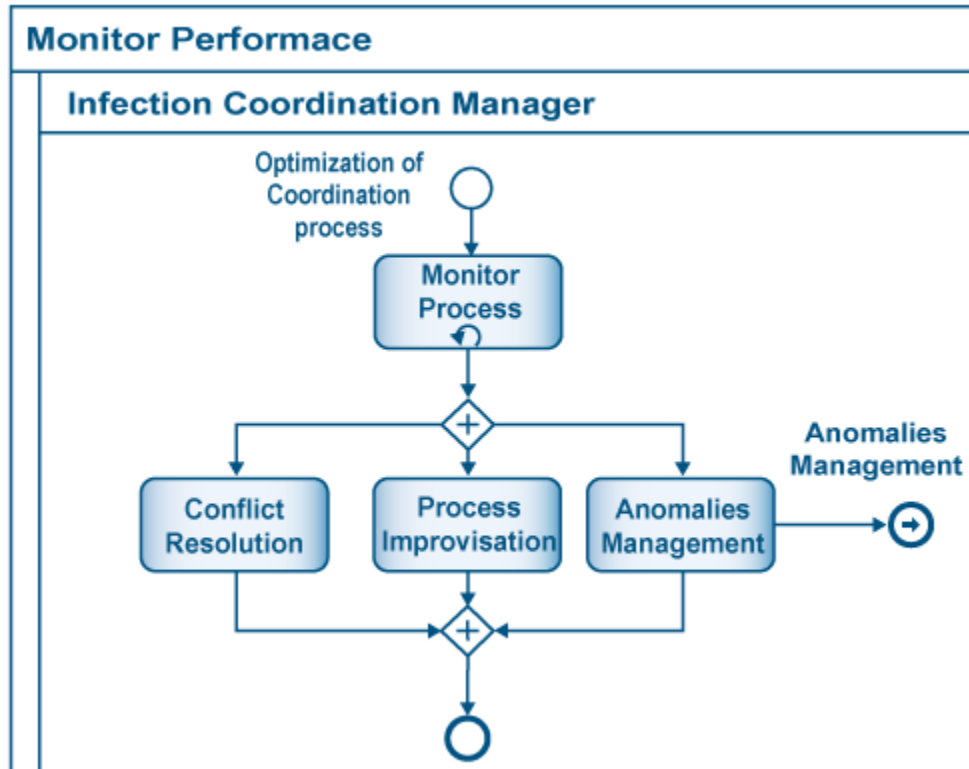 Monitor Performace
Infection Coordination Manager
Optimization of
Coordination
process
Monitor
Process
Conflict
Resolution
Process
Improvisation
Anomalies
Management
Anomalies
Management